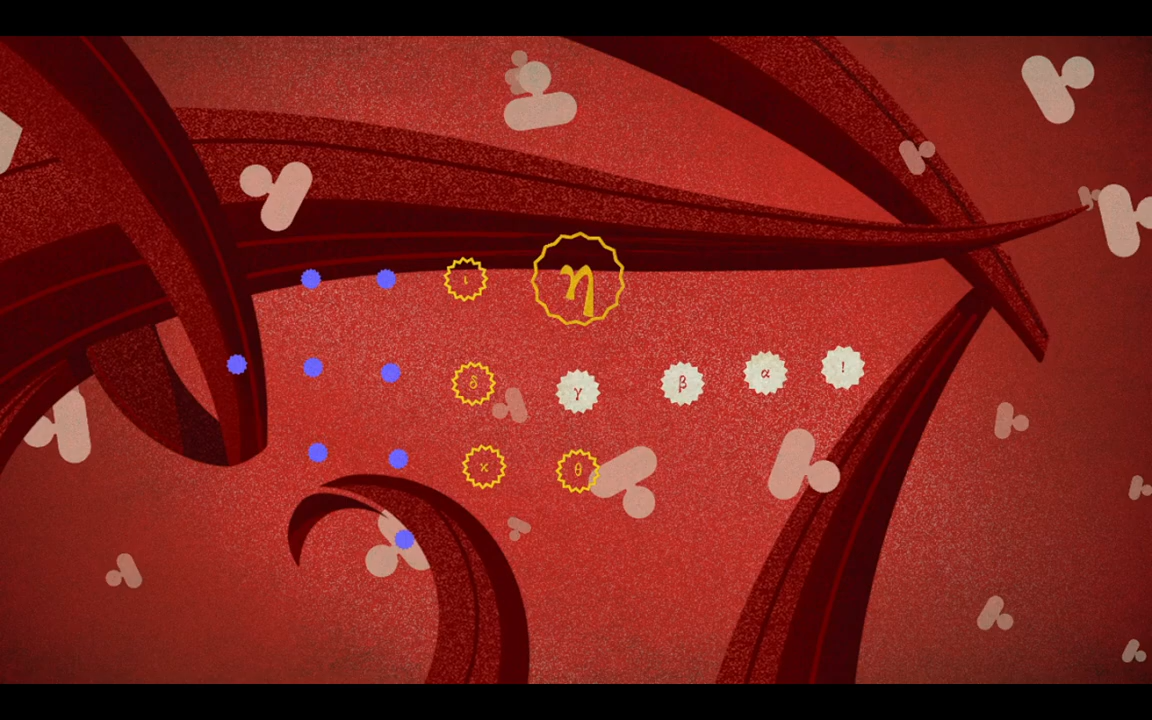 ι η
δ γ β α !
κ θ